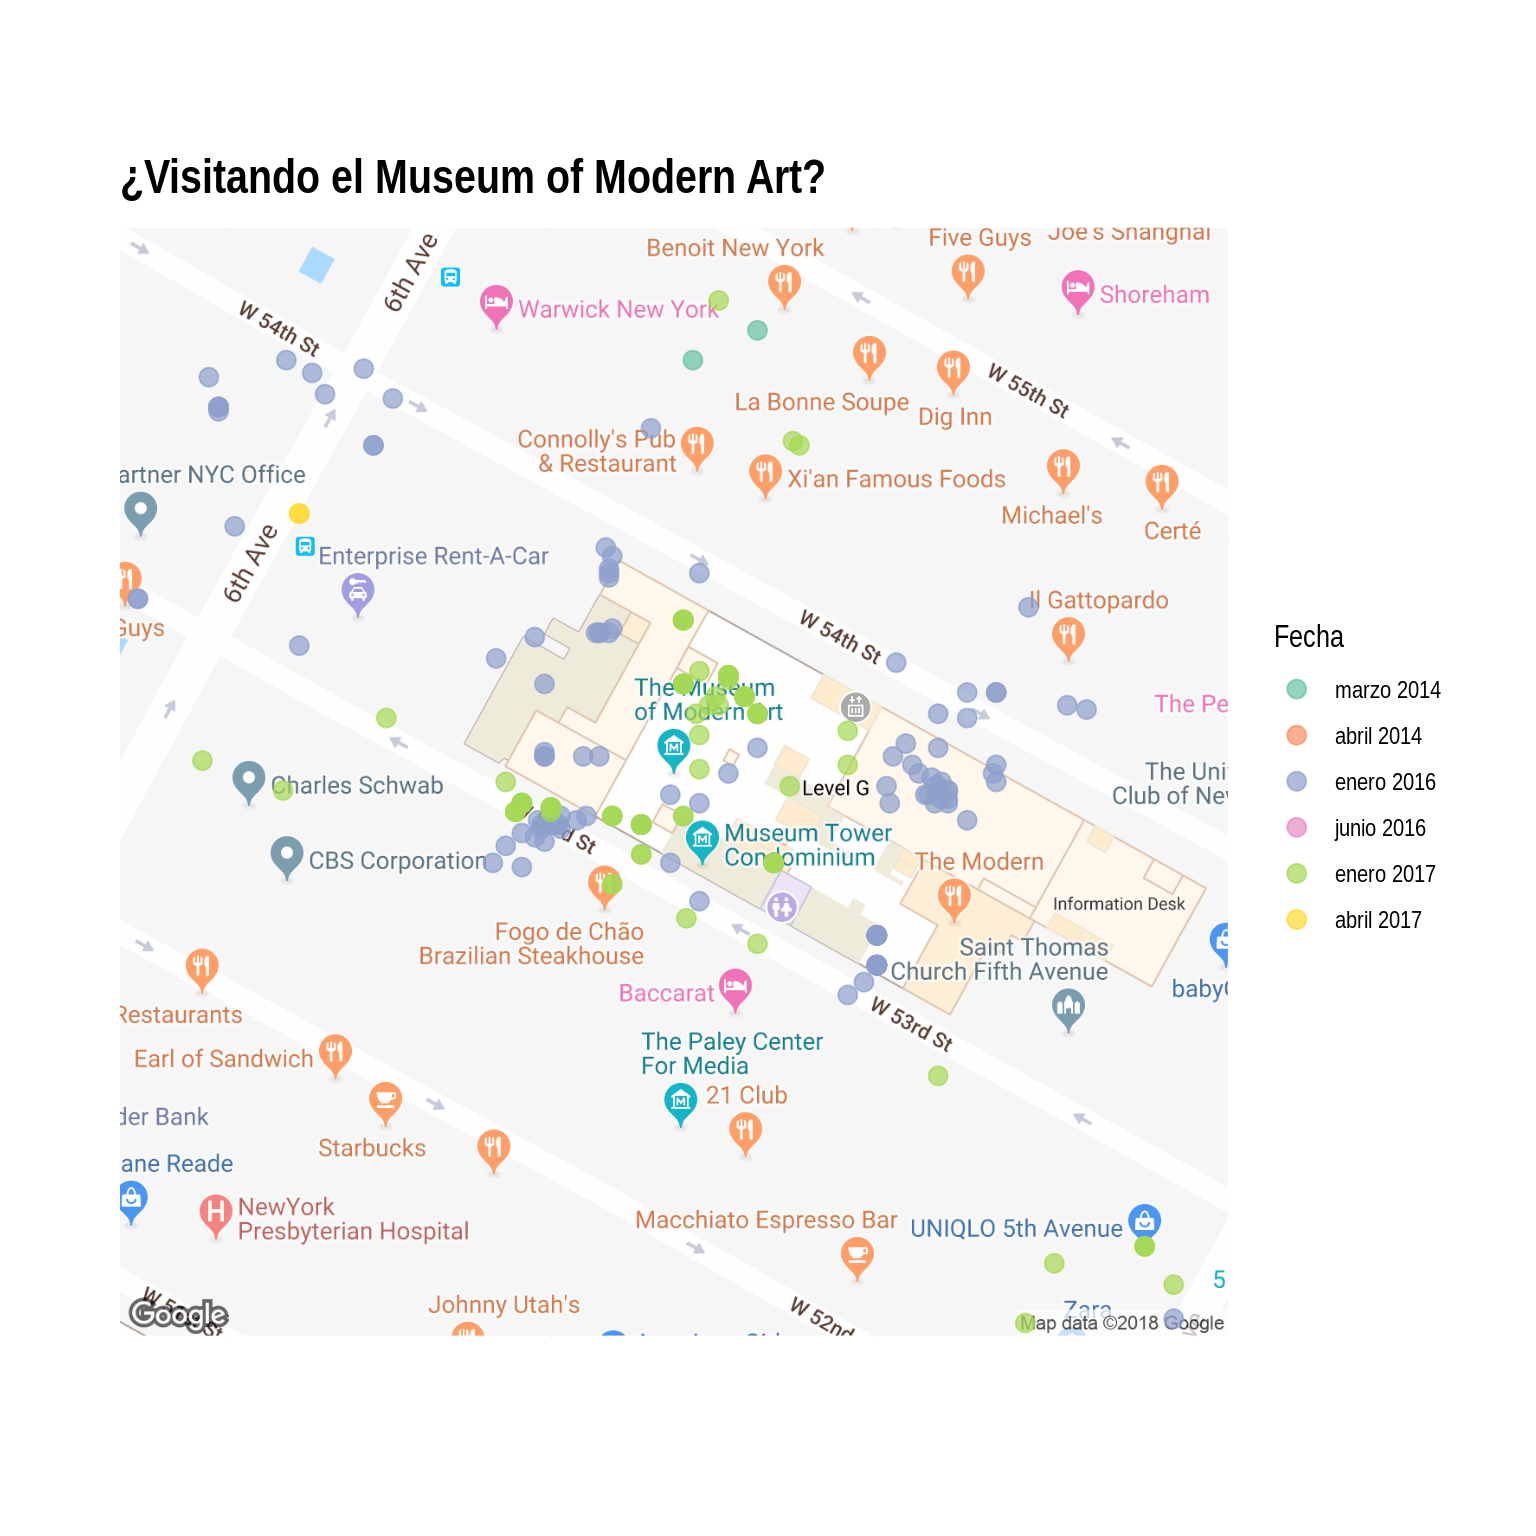 ¿Visitando el Museum of Modern Art?
6th Ave
Benoit New York
Five Guys
Joe's Shanghai
Warwick New York
Shoreham
W 54th St
La Bonne Soupe
Dig Inn
W 55th St
Connolly's Pub
& Restaurant
Xi'an Famous Foods
Michael's
Certé
artner NYC Office
6th Ave
Enterprise Rent-A-Car
Guys
W 54th St
Il Gattopardo
The Museum
of Modern Art
The Pe
Charles Schwab
Level G
The Uni
Club of Ne
d St
CBS Corporation
Museum Tower
Condominium
The Modern
Information Desk
Fogo de Chão
Brazilian Steakhouse
Saint Thomas
Church Fifth Avenue
baby
Baccarat
W 53rd St
Restaurants
The Paley Center
For Media
Earl of Sandwich
21 Club
der Bank
Starbucks
ane Reade
NewYork
Presbyterian Hospital
H
Macchiato Espresso Bar
UNIQLO 5th Avenue
5
Johnny Utah's
W 52nd
Zara
Google
Map data ©2018 Google
Fecha
marzo 2014
abril 2014
enero 2016
junio 2016
enero 2017
abril 2017